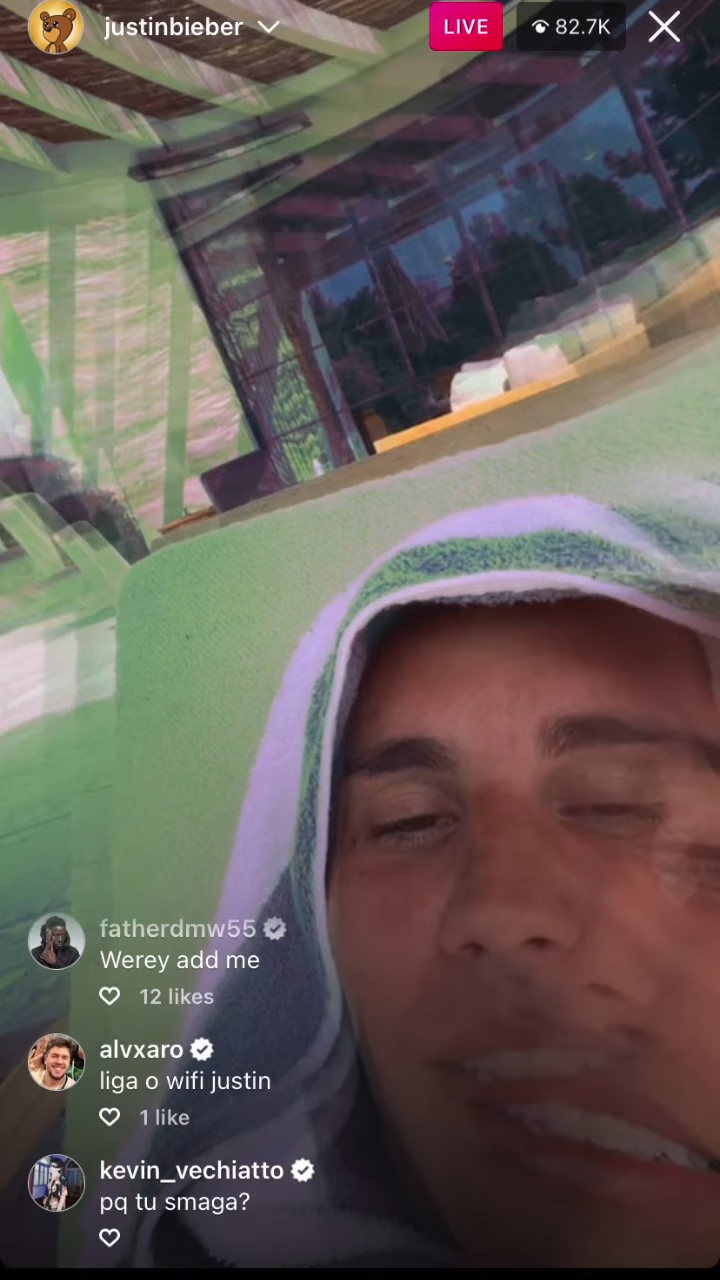 justinbieber
LIVE
82.7K
fatherdmw55
Werey add me
12 likes
alvxaro
liga o wifi justin
1 like
kevin_vechiatto
pq tu smaga?